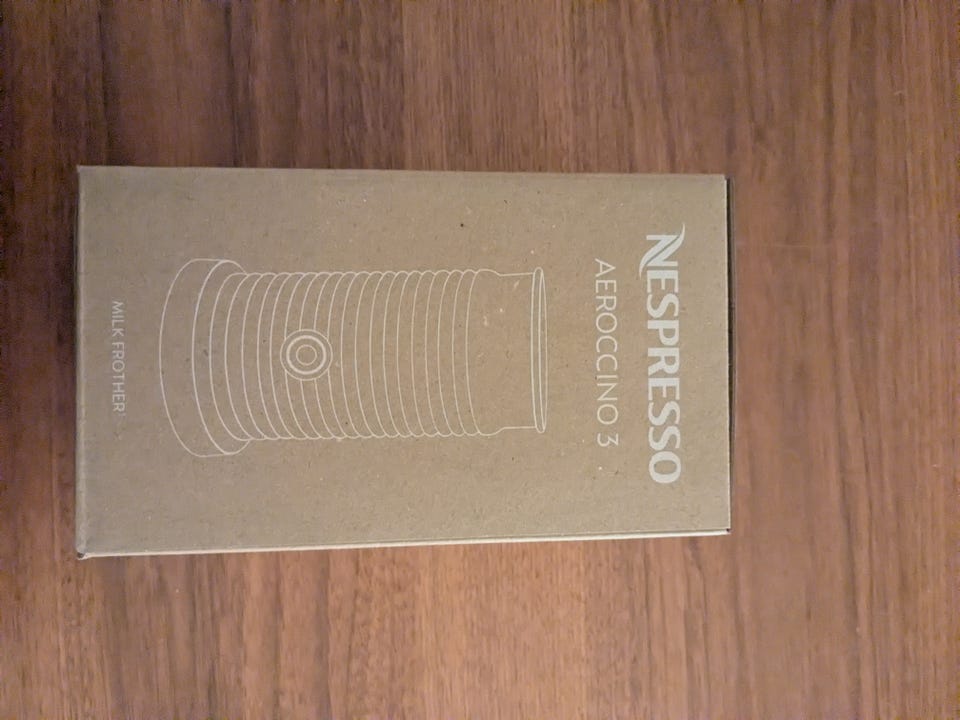 NESPRESSO
AEROCCINO 3
MILK FROTHER